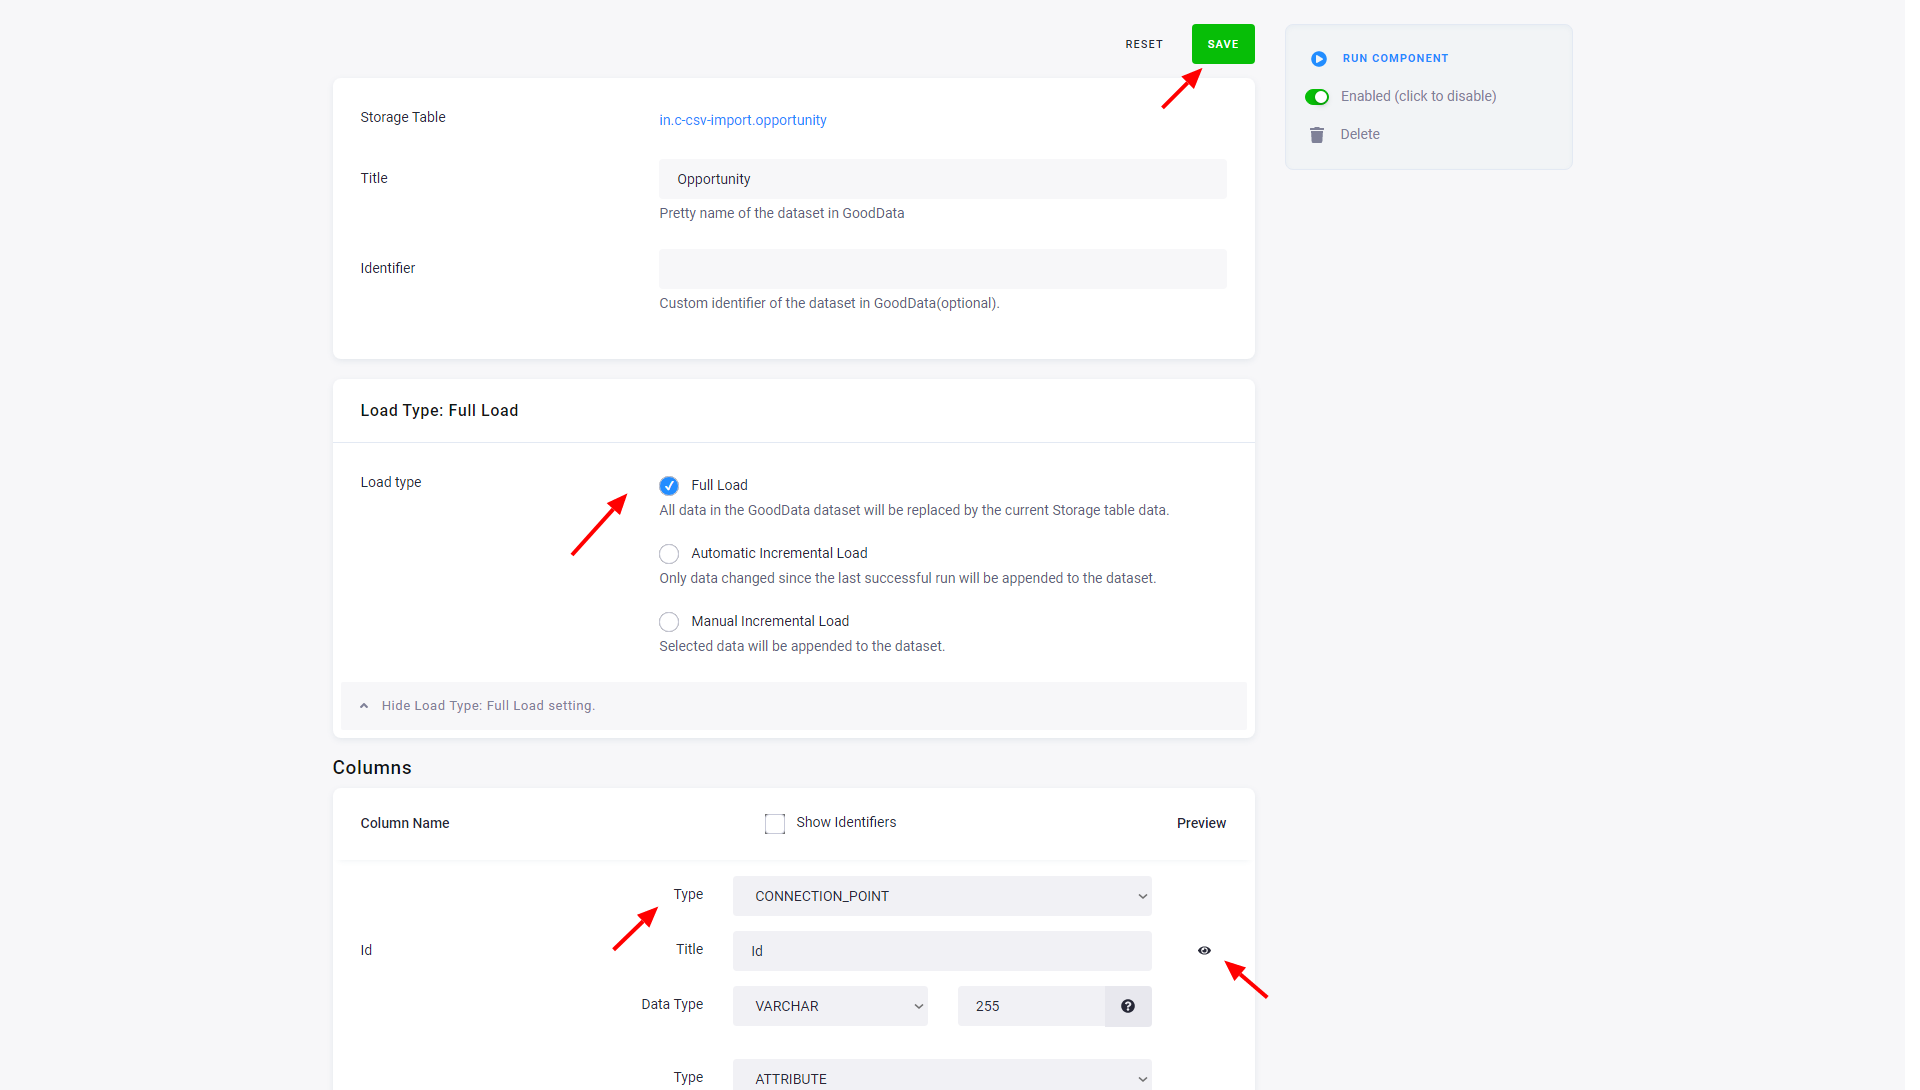 RESET
SAVE
RUN COMPONENT
Enabled (click to disable)
Delete
Storage Table
in.c-csv-import.opportunity
Title
Opportunity
Pretty name of the dataset in GoodData
Identifier
Custom identifier of the dataset in GoodData(optional).
Load Type: Full Load
Load type
Full Load
All data in the GoodData dataset will be replaced by the current Storage table data.
Automatic Incremental Load
Only data changed since the last successful run will be appended to the dataset.
Manual Incremental Load
Selected data will be appended to the dataset.
Hide Load Type: Full Load setting.
Columns
Column Name
Show Identifiers
Preview
Type
CONNECTION_POINT
Id
Title
Id
Data Type
VARCHAR
255
?
Type
ATTRIBUTE